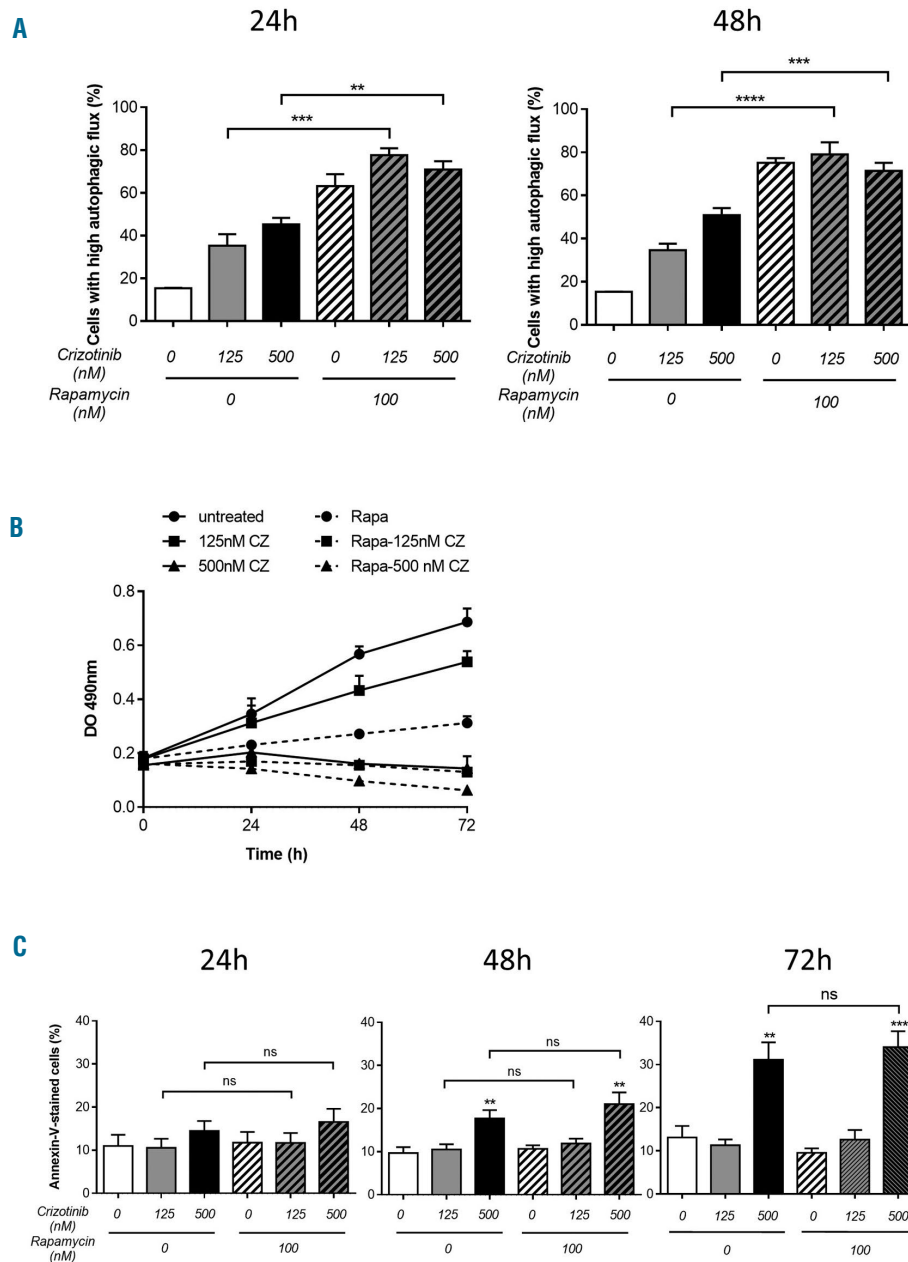 A
24h
48h
Cells with high autophagic flux (%)
100
80
60
40
20
0
***
**
Crizotinib
(nM)
0 125 500 0 125 500
Rapamycin
(nM)
0 100
Cells with high autophagic flux (%)
100
80
60
40
20
0
****
***
Crizotinib
(nM)
0 125 500 0 125 500
Rapamycin
(nM)
0 100
B
untreated
Rapa
125nM CZ
Rapa-125nM CZ
500nM CZ
Rapa-500 nM CZ
DO 490nm
0.8
0.6
0.4
0.2
0.0
0 24 48 72
Time (h)
C
24h
48h
72h
Annexin-V-stained cells (%)
40
30
20
10
0
ns
ns
Crizotinib
(nM)
0 125 500 0 125 500
Rapamycin
(nM)
0 100
40
30
20
10
0
ns
ns
**
**
0 125 500 0 125 500
0 100
40
30
20
10
0
ns
**
***
0 125 500 0 125 500
0 100